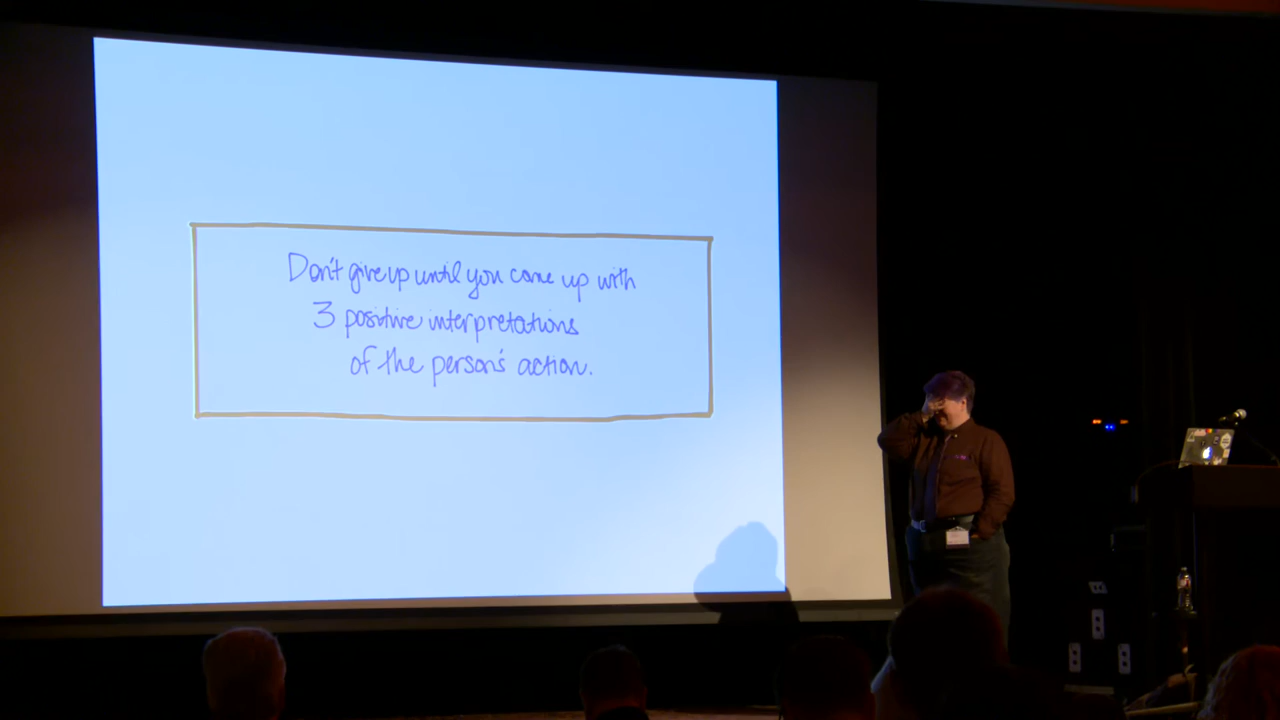 Don't give up until you come up with
3 positive interpretations
of the person's action.